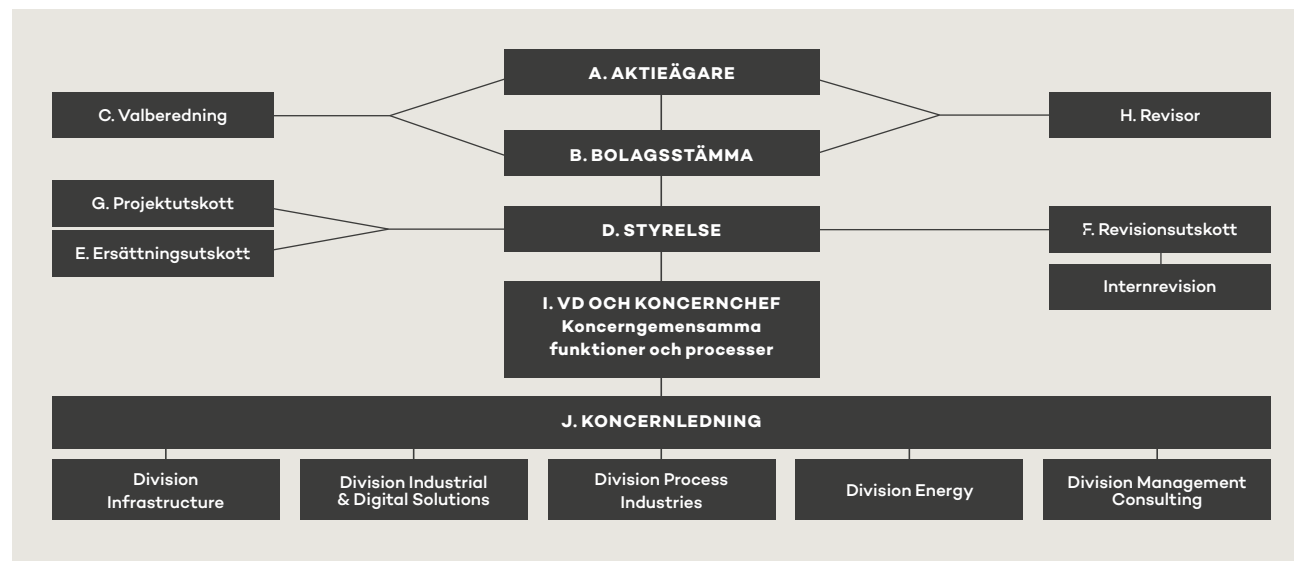 A. AKTIEÄGARE
C. Valberedning
H. Revisor
B. BOLAGSSTÄMMA
G. Projektutskott
D. STYRELSE
F. Revisionsutskott
E. Ersättningsutskott
Internrevision
I. VD OCH KONCERNCHEF
Koncerngemensamma
funktioner och processer
J. KONCERNLEDNING
Division
Infrastructure
Division Industrial
& Digital Solutions
Division Process
Industries
Division Energy
Division Management
Consulting